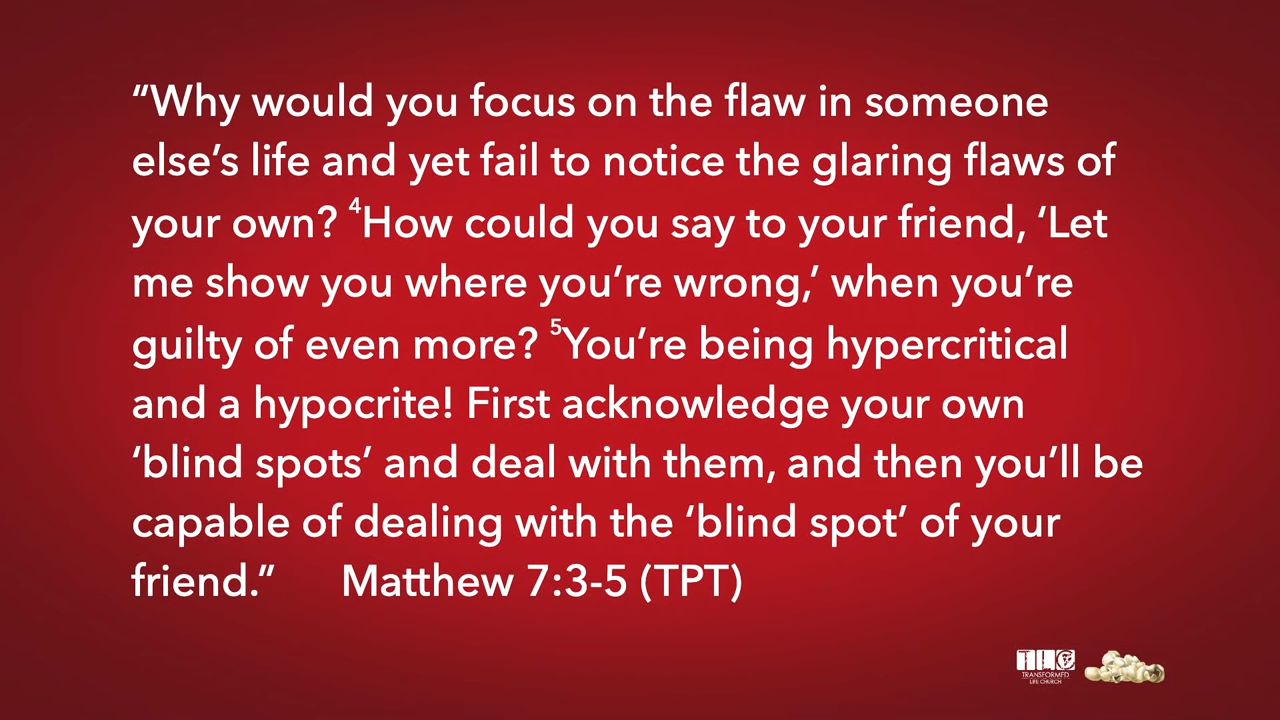 “Why would you focus on the flaw in someone
else’s life and yet fail to notice the glaring flaws of
your own? ⁴How could you say to your friend, ‘Let
me show you where you’re wrong,’ when you’re
guilty of even more? ⁵You’re being hypercritical
and a hypocrite! First acknowledge your own
‘blind spots’ and deal with them, and then you’ll be
capable of dealing with the ‘blind spot’ of your
friend.” Matthew 7:3-5 (TPT)
TLC
TRANSFORMED
LIFE CHURCH